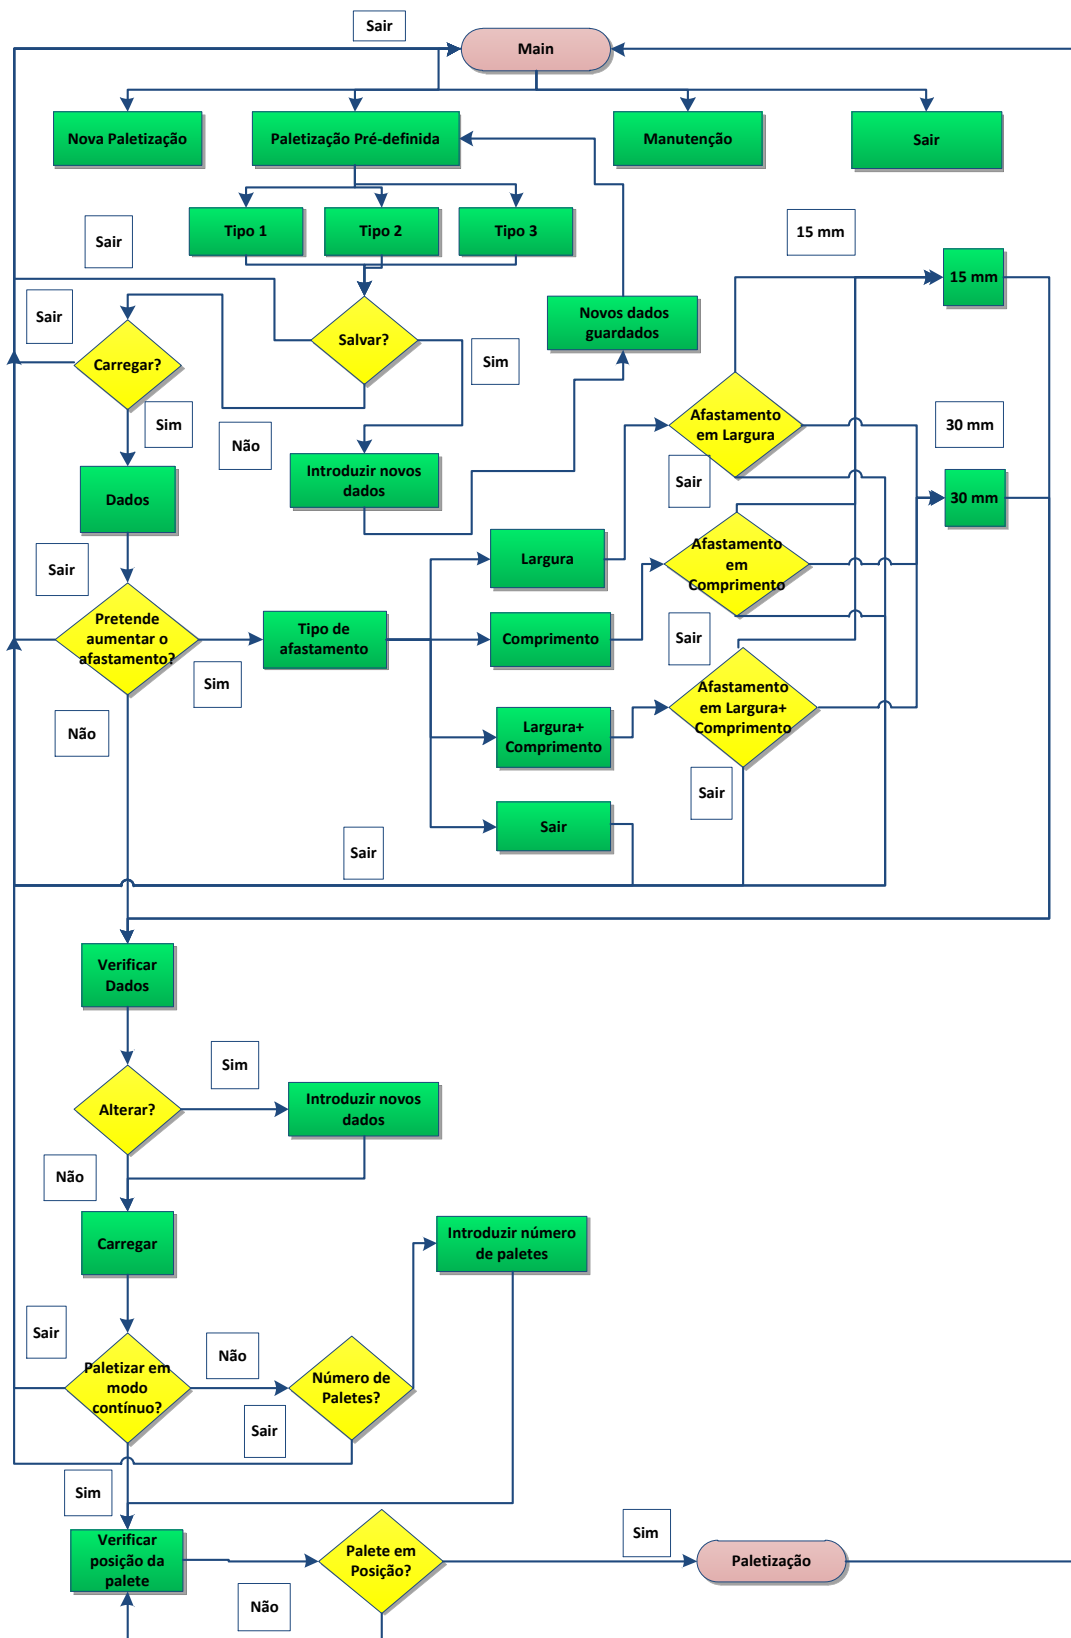 Sair
Main
Nova Paletização
Paletização Pré-definida
Manutenção
Sair
Tipo 1
Tipo 2
Tipo 3
Sair
15 mm
15 mm
Sair
Novos dados
guardados
Salvar?
Carregar?
Sim
Sim
Não
Afastamento
em Largura
30 mm
Introduzir novos
dados
Dados
Sair
30 mm
Sair
Largura
Afastamento
em
Comprimento
Pretende
aumentar o
afastamento?
Tipo de
afastamento
Comprimento
Sair
Sim
Afastamento
em Largura+
Comprimento
Não
Largura+
Comprimento
Sair
Sair
Sair
Verificar
Dados
Sim
Alterar?
Introduzir novos
dados
Não
Carregar
Introduzir número
de paletes
Sair
Não
Paletizar em
modo
contínuo?
Número de
Paletes?
Sair
Sim
Verificar
posição da
palete
Palete em
Posição?
Sim
Paletização
Não